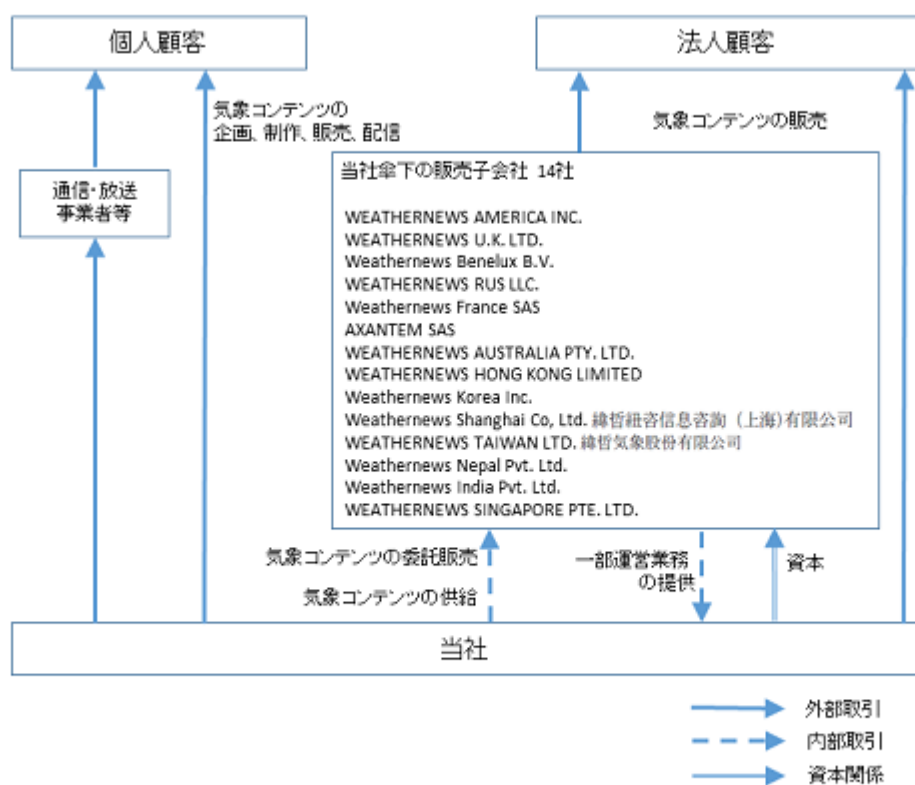 個人顧客
法人顧客
気象コンテンツの
企画、制作、販売、配信
気象コンテンツの販売
通信・放送
事業者等
当社傘下の販売子会社 14社
WEATHERNEWS AMERICA INC.
WEATHERNEWS U.K. LTD.
Weathernews Benelux B.V.
WEATHERNEWS RUS LLC.
Weathernews France SAS
AXANTEM SAS
WEATHERNEWS AUSTRALIA PTY. LTD.
WEATHERNEWS HONG KONG LIMITED
Weathernews Korea Inc.
Weathernews Shanghai Co, Ltd. 緯哲紐咨信息咨詢 (上海)有限公司
WEATHERNEWS TAIWAN LTD. 緯哲気象股份有限公司
Weathernews Nepal Pvt. Ltd.
Weathernews India Pvt. Ltd.
WEATHERNEWS SINGAPORE PTE. LTD.
気象コンテンツの委託販売
気象コンテンツの供給
一部運営業務
の提供
資本
当社
外部取引
内部取引
資本関係